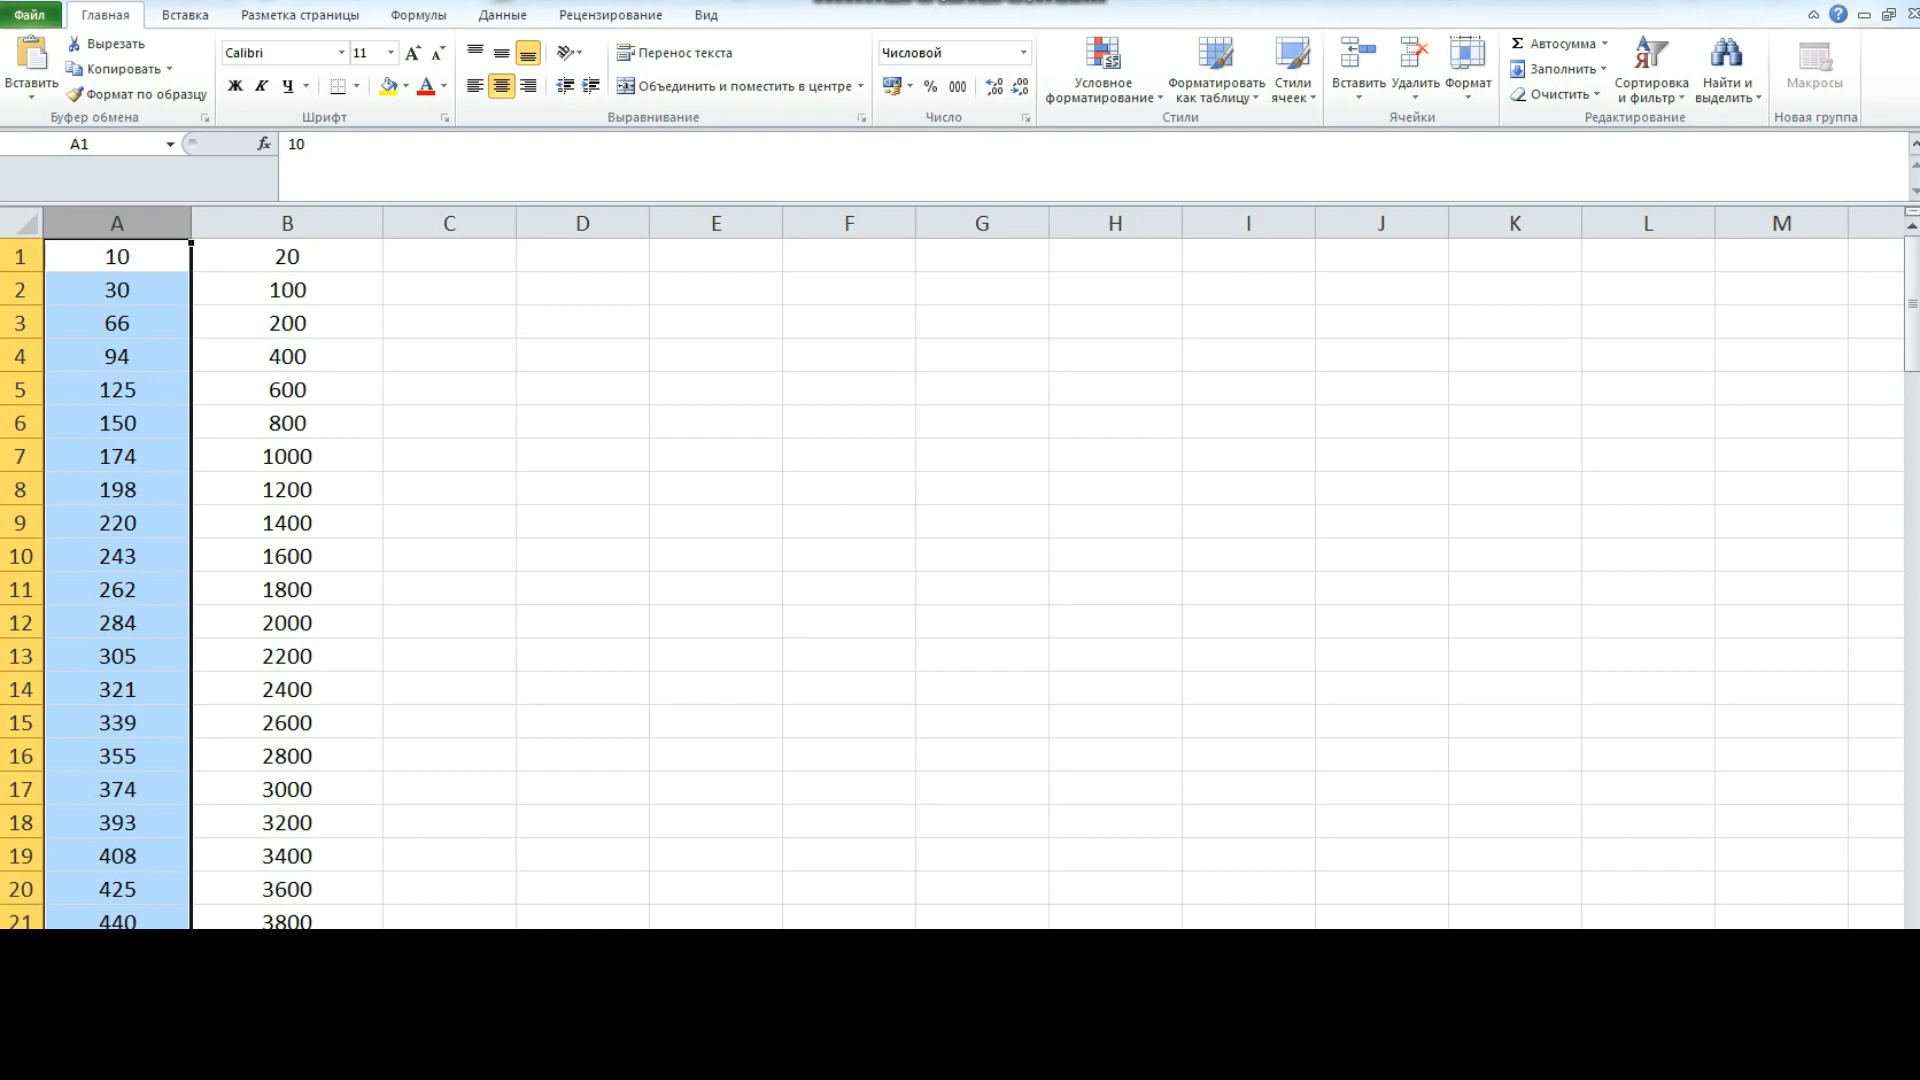 Файл Главная Вставка Разметка страницы Формулы Данные Рецензирование Вид
Вставить
Вырезать
Копировать
Формат по образцу
Буфер обмена
Calibri 11
Ж К Ч
Шрифт
Перенос текста
Объединить и поместить в центре
Выравнивание
Числовой
% 000
Число
Условное форматирование
Форматировать как таблицу
Стили ячеек
Стили
Вставить Удалить Формат
Ячейки
Σ Автосумма
Заполнить
Очистить
Сортировка и фильтр
Найти и выделить
Редактирование
Макросы
Новая группа
A1 fx 10
A B C D E F G H I J K L M
1 10 20
2 30 100
3 66 200
4 94 400
5 125 600
6 150 800
7 174 1000
8 198 1200
9 220 1400
10 243 1600
11 262 1800
12 284 2000
13 305 2200
14 321 2400
15 339 2600
16 355 2800
17 374 3000
18 393 3200
19 408 3400
20 425 3600
21 440 3800